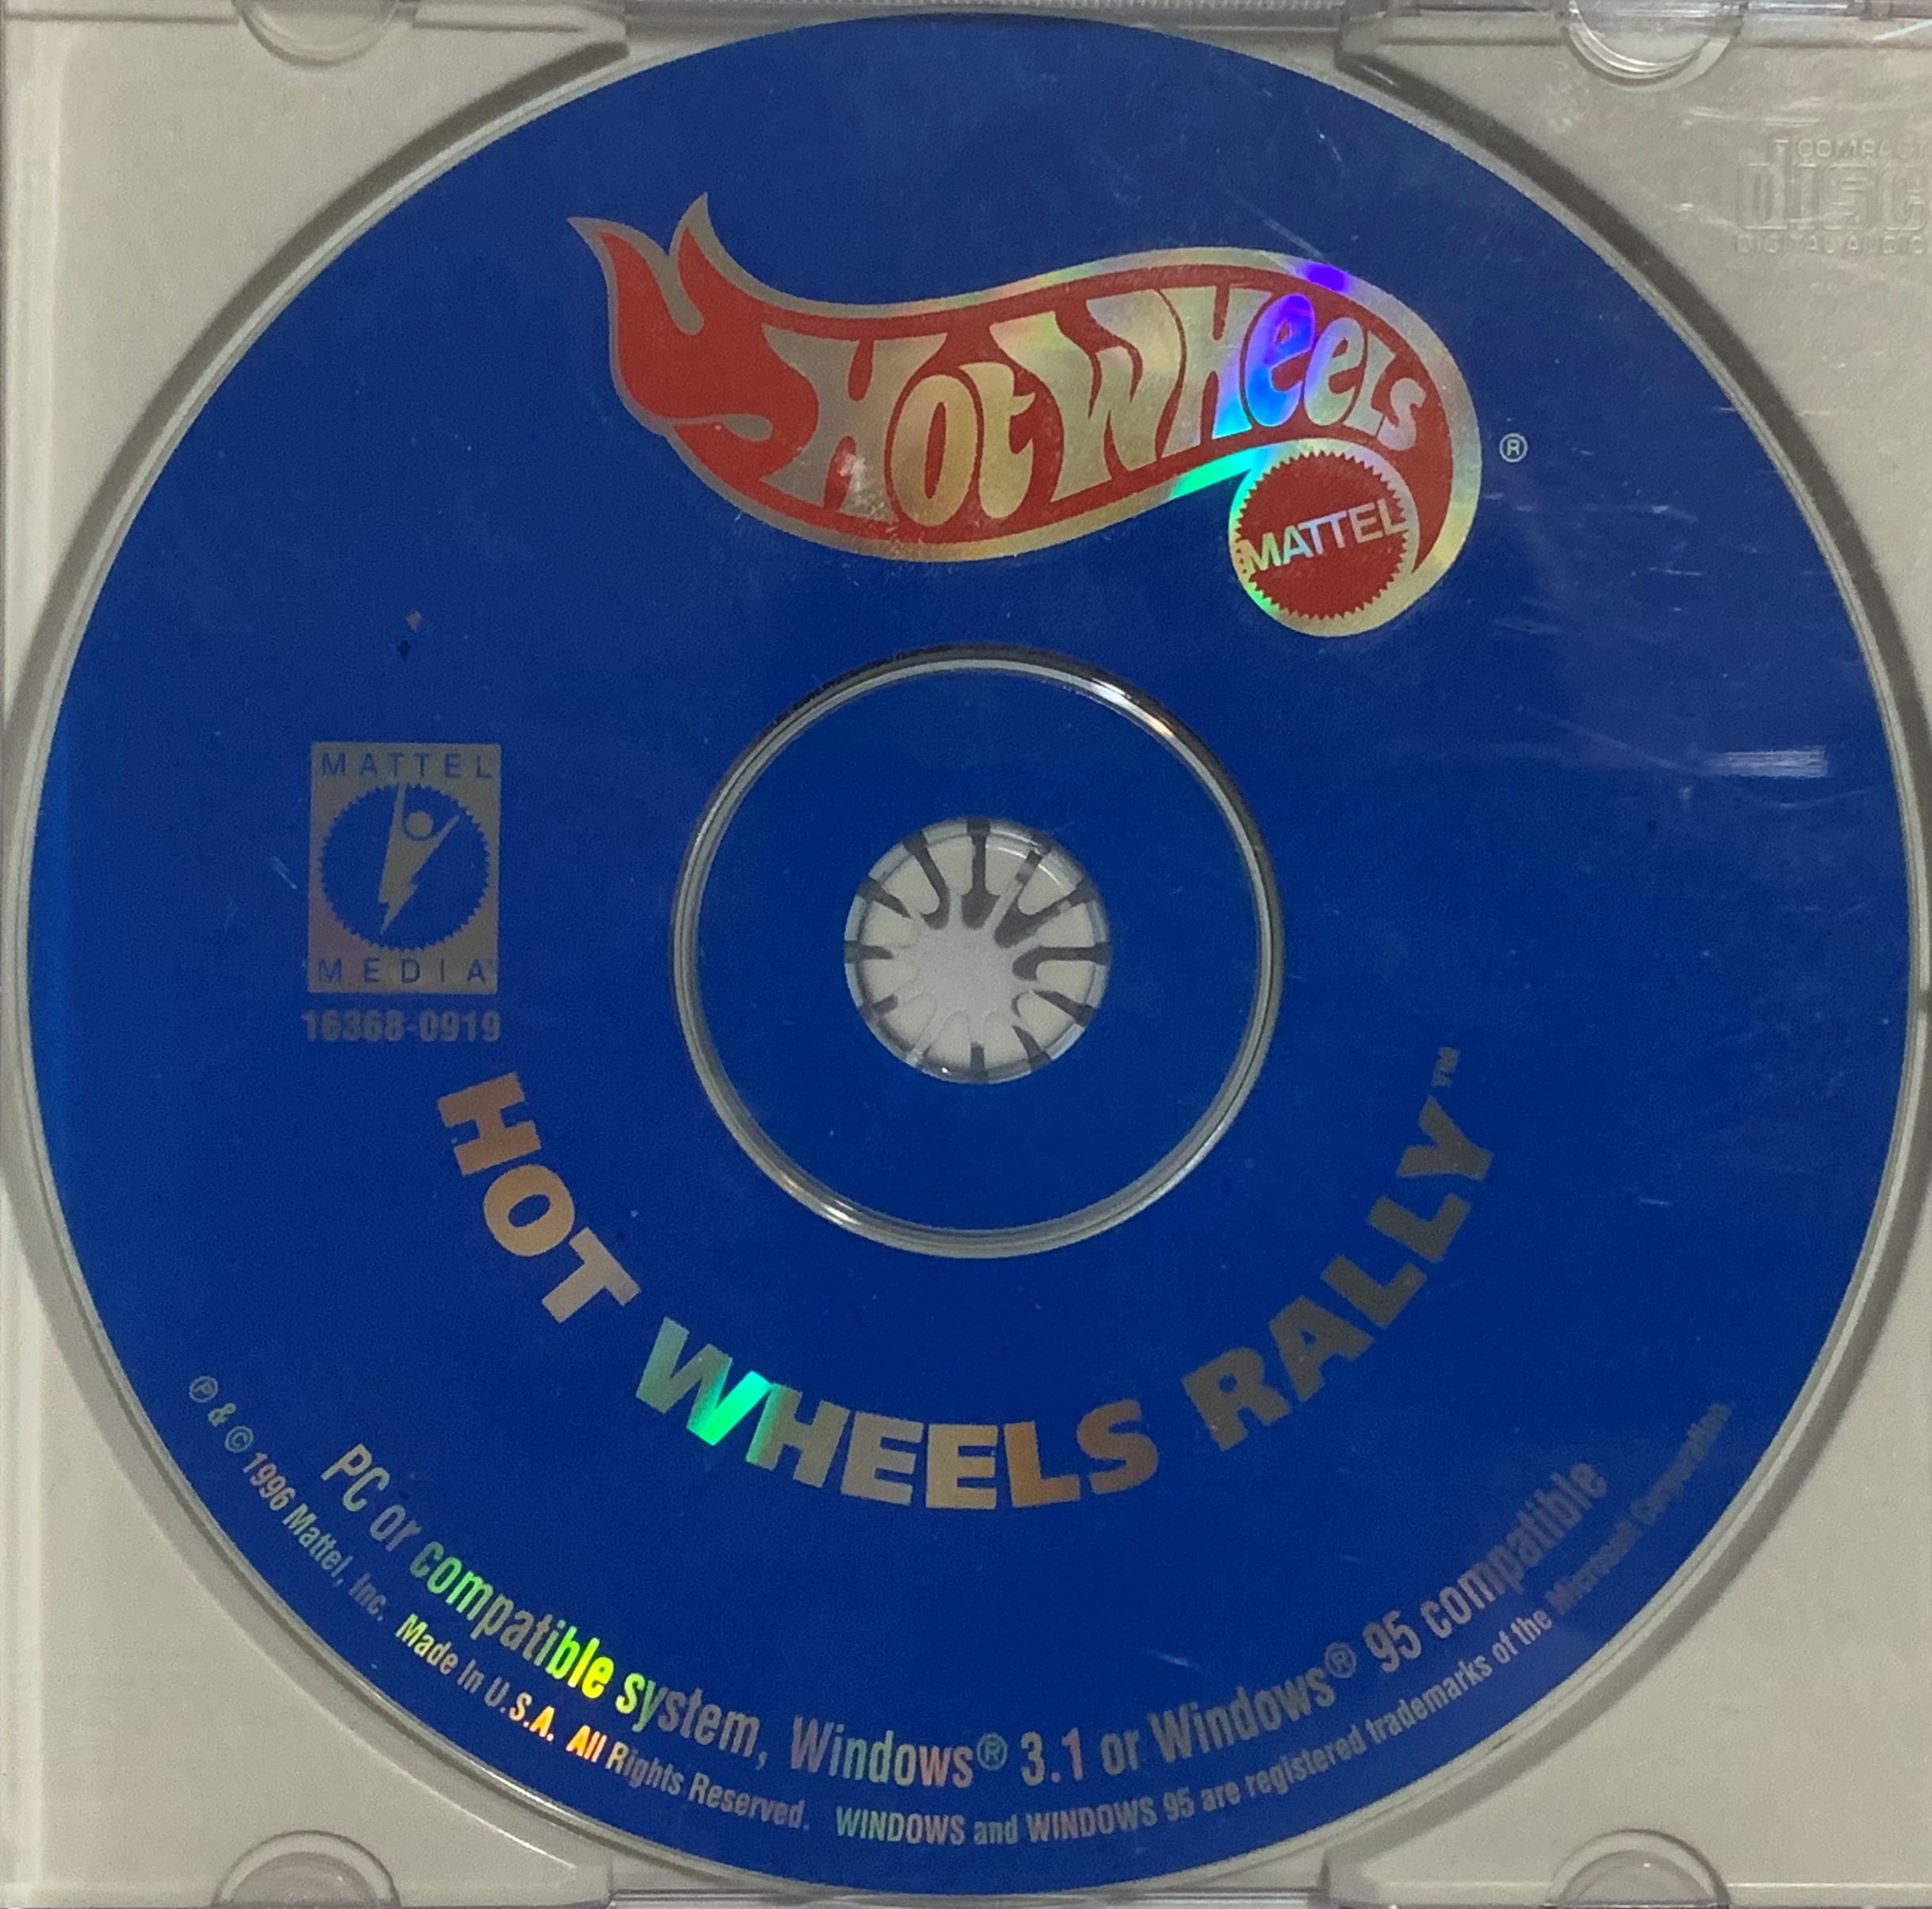 COMPACT
DISC
DIGITAL AUDIO
Hot Wheels ®
MATTEL
MATTEL
MEDIA
16368-0919
HOT WHEELS RALLY™
PC or compatible system, Windows® 3.1 or Windows® 95 compatible
℗ & © 1996 Mattel, Inc. Made In U.S.A. All Rights Reserved. WINDOWS and WINDOWS 95 are registered trademarks of the Microsoft Corporation.